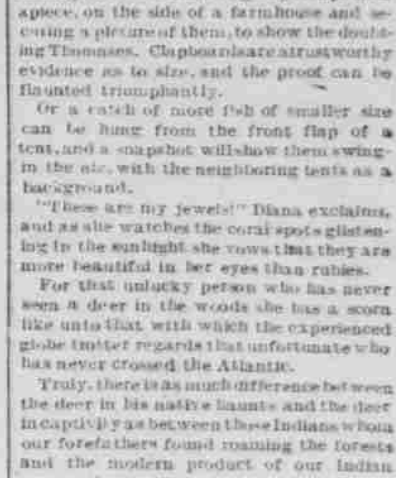 apiece, on the side of a farmhouse and se-
curing a picture of them, to show the doubt-
ing Thomases. Clapboards are a trustworthy
evidence as to size, and the proof can be
flaunted triumphantly.
Or a catch of more fish of smaller size
can be hung from the front flap of a
tent, and a snapshot will show them swing-
in the air, with the neighboring tents as a
background.
"These are my jewels!" Diana exclaims,
and as she watches the coral spots glisten-
ing in the sunlight she vows that they are
more beautiful in her eyes than rubies.
For that unlucky person who has never
seen a deer in the woods she has a scorn
like unto that with which the experienced
globe trotter regards that unfortunate who
has never crossed the Atlantic.
Truly, there is as much difference between
the deer in his native haunts and the deer
in captivity as between those Indians whom
our forefathers found roaming the forests
and the modern product of our Indian